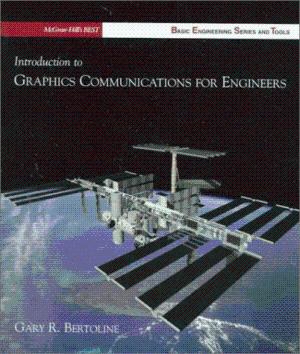 McGraw-Hill's BEST
BASIC ENGINEERING SERIES AND TOOLS
Introduction to
GRAPHICS COMMUNICATIONS FOR ENGINEERS
GARY R. BERTOLINE